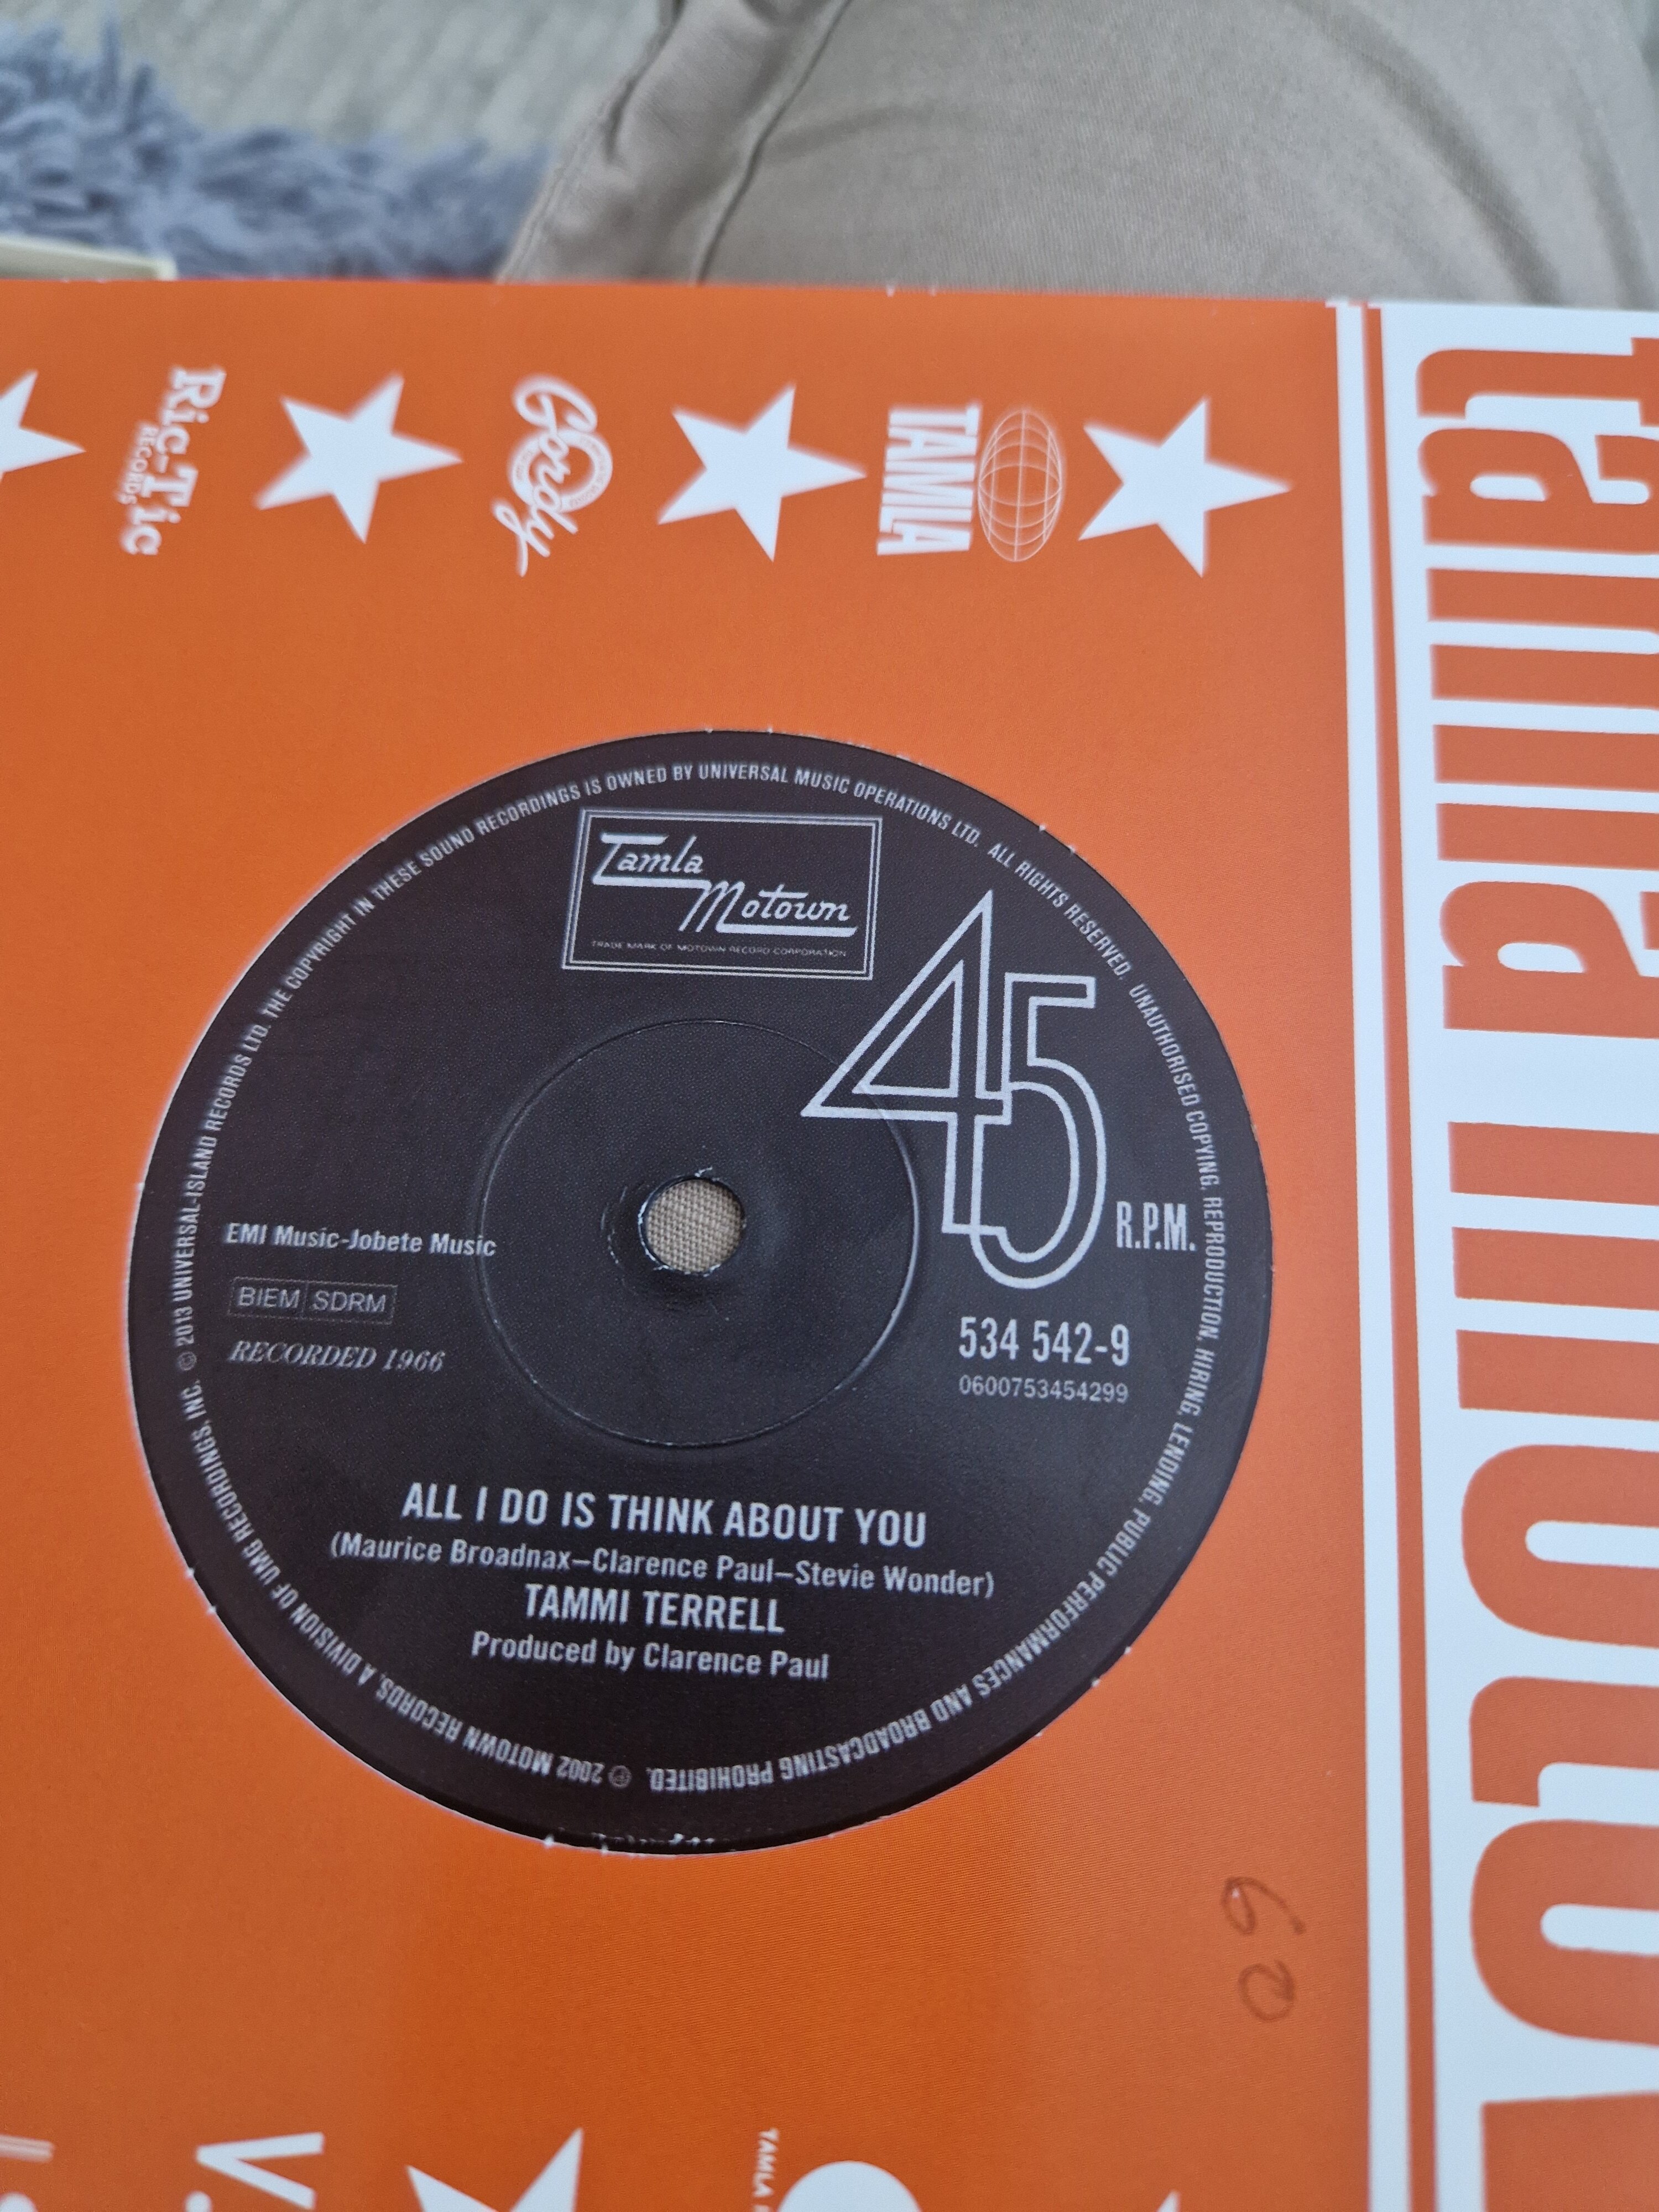 Ric-Tic
RECORDS
Gordy
TAMLA
tamla
moto
Tamla
Motown
TRADE MARK OF MOTOWN RECORD CORPORATION
45
R.P.M.
534 542-9
0600753454299
EMI Music-Jobete Music
BIEM SDRM
RECORDED 1966
ALL I DO IS THINK ABOUT YOU
(Maurice Broadnax–Clarence Paul–Stevie Wonder)
TAMMI TERRELL
Produced by Clarence Paul
℗ 2002 MOTOWN RECORDS, A DIVISION OF UMG RECORDINGS, INC. © 2013 UNIVERSAL-ISLAND RECORDS LTD. THE COPYRIGHT IN THESE SOUND RECORDINGS IS OWNED BY UNIVERSAL MUSIC OPERATIONS LTD. ALL RIGHTS RESERVED. UNAUTHORISED COPYING, REPRODUCTION, HIRING, LENDING, PUBLIC PERFORMANCES AND BROADCASTING PROHIBITED.
60
V.
TAMLA